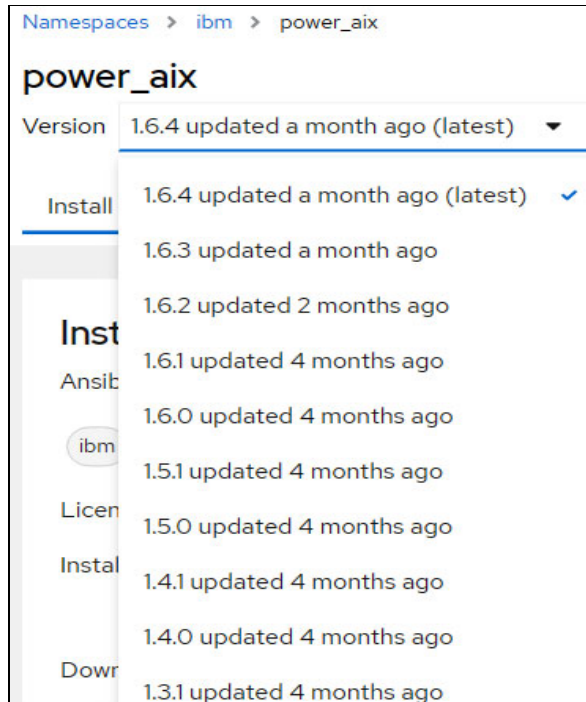 Namespaces > ibm > power_aix
power_aix
Version 1.6.4 updated a month ago (latest)
Install 1.6.4 updated a month ago (latest)
1.6.3 updated a month ago
1.6.2 updated 2 months ago
Inst
1.6.1 updated 4 months ago
Ansib
1.6.0 updated 4 months ago
ibm
1.5.1 updated 4 months ago
Licen
1.5.0 updated 4 months ago
Instal
1.4.1 updated 4 months ago
1.4.0 updated 4 months ago
Down
1.3.1 updated 4 months ago